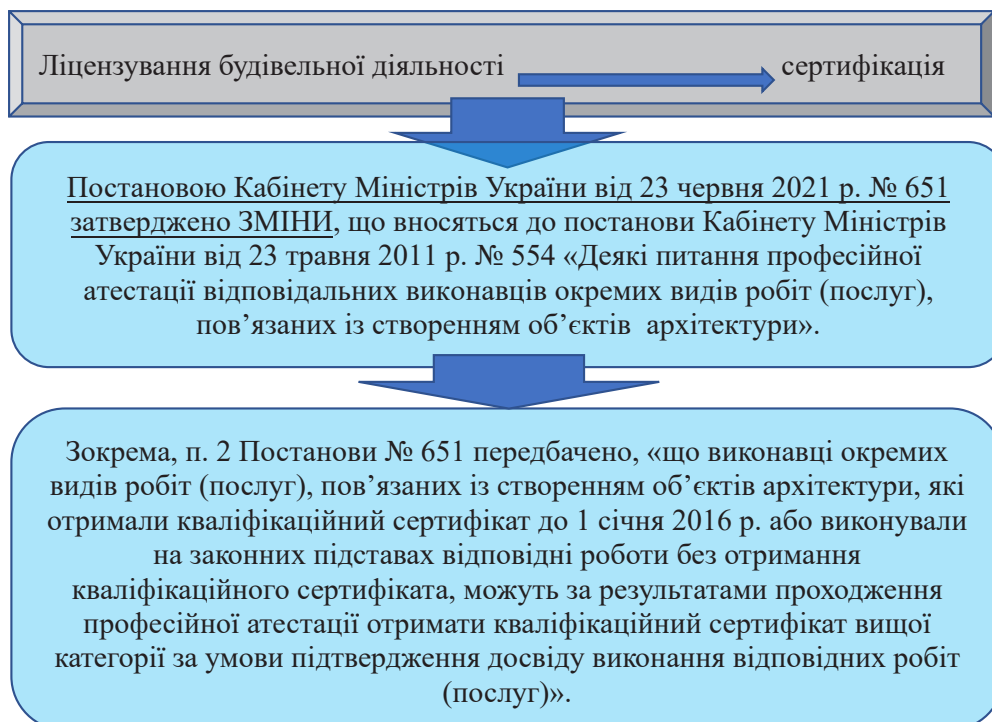 Ліцензування будівельної діяльності сертифікація
Постановою Кабінету Міністрів України від 23 червня 2021 р. № 651
затверджено ЗМІНИ, що вносяться до постанови Кабінету Міністрів
України від 23 травня 2011 р. № 554 «Деякі питання професійної
атестації відповідальних виконавців окремих видів робіт (послуг),
пов’язаних із створенням об’єктів архітектури».
Зокрема, п. 2 Постанови № 651 передбачено, «що виконавці окремих
видів робіт (послуг), пов’язаних із створенням об’єктів архітектури, які
отримали кваліфікаційний сертифікат до 1 січня 2016 р. або виконували
на законних підставах відповідні роботи без отримання
кваліфікаційного сертифіката, можуть за результатами проходження
професійної атестації отримати кваліфікаційний сертифікат вищої
категорії за умови підтвердження досвіду виконання відповідних робіт
(послуг)».